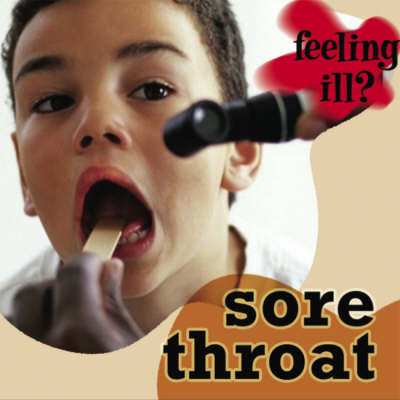 feeling
ill?
sore
throat